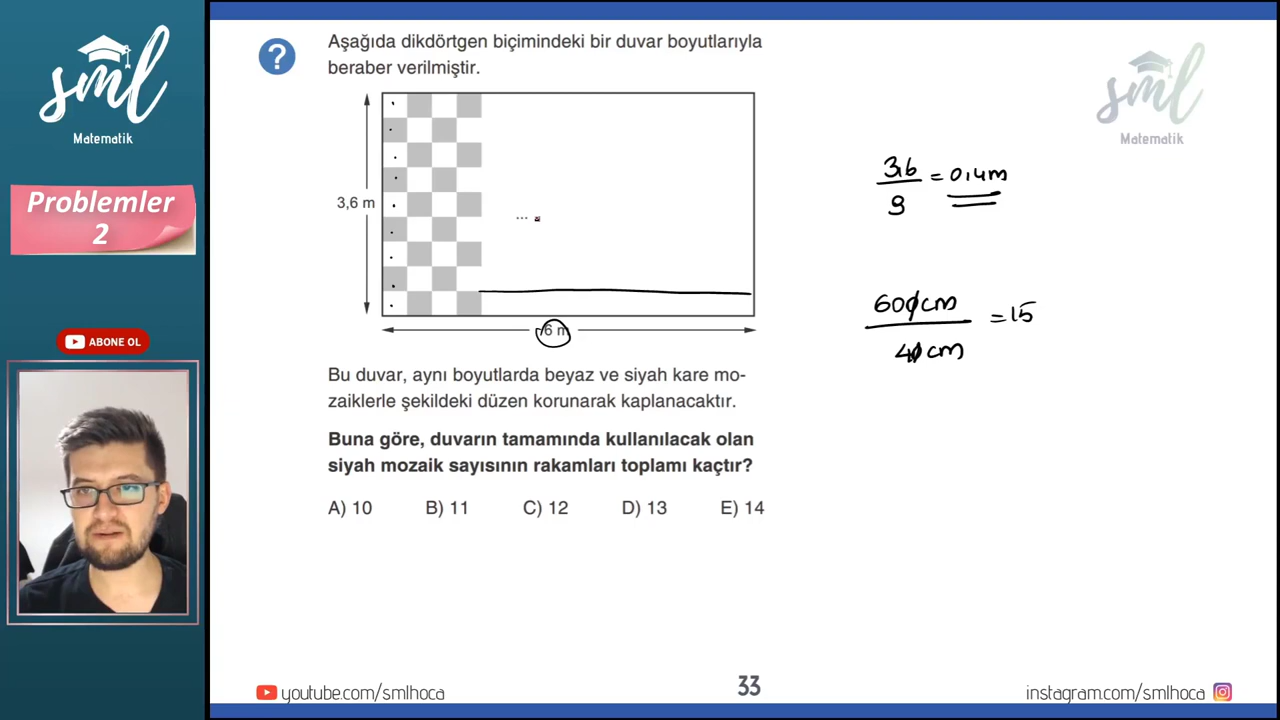 sml
Matematik
Problemler
2
ABONE OL
?
Aşağıda dikdörtgen biçimindeki bir duvar boyutlarıyla
beraber verilmiştir.
3,6 m
...
6 m
Bu duvar, aynı boyutlarda beyaz ve siyah kare mo-
zaiklerle şekildeki düzen korunarak kaplanacaktır.
Buna göre, duvarın tamamında kullanılacak olan
siyah mozaik sayısının rakamları toplamı kaçtır?
A) 10 B) 11 C) 12 D) 13 E) 14
sml
Matematik
3,6
= 0,4m
9
600cm
= 15
40cm
youtube.com/smlhoca
33
instagram.com/smlhoca